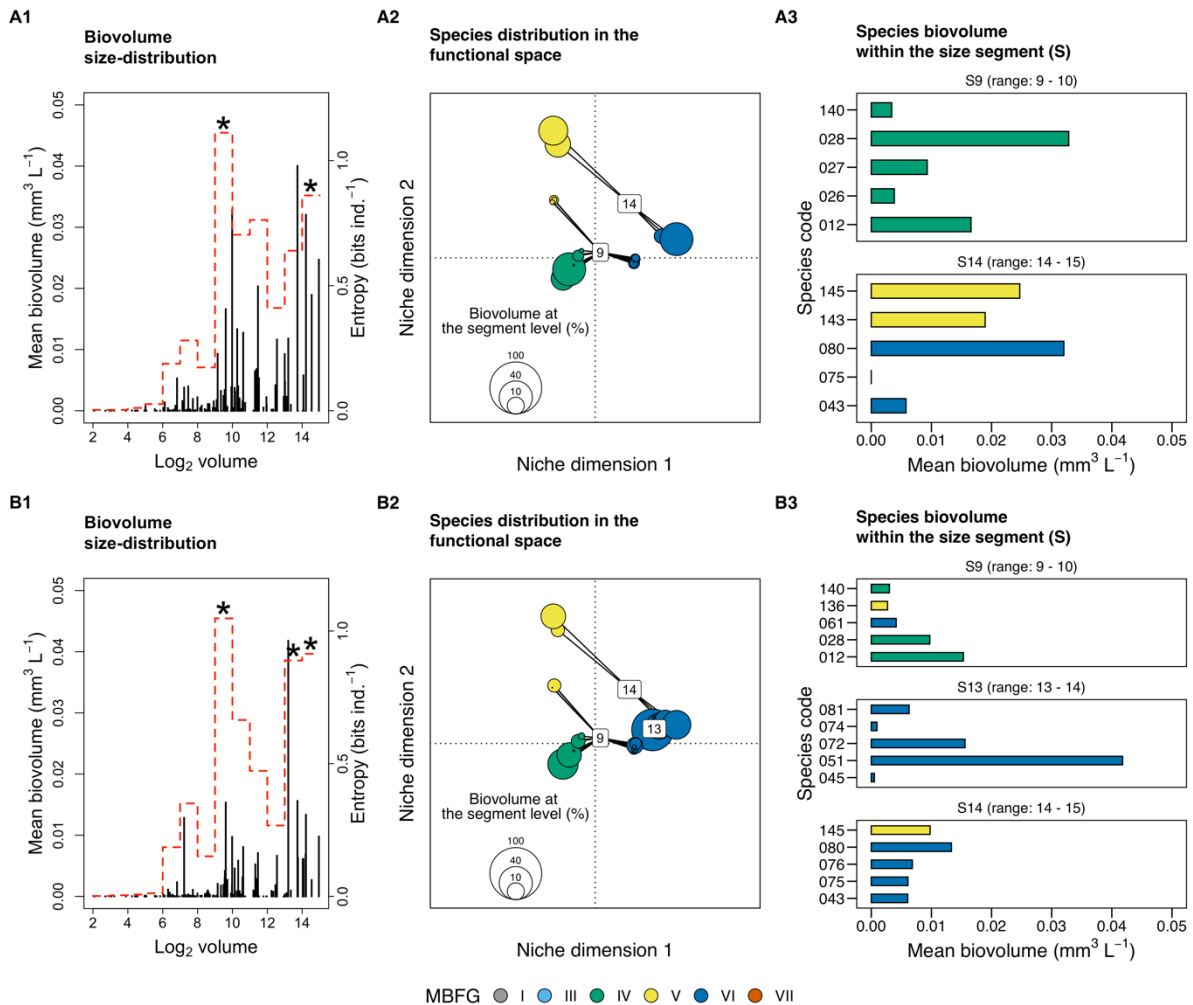 A1
Biovolume
size-distribution
Mean biovolume (mm³ L⁻¹)
0.05
0.04
0.03
0.02
0.01
0.00
*
*
1.0
0.5
0.0
Entropy (bits ind.⁻¹)
2 4 6 8 10 12 14
Log₂ volume
A2
Species distribution in the
functional space
Niche dimension 2
14
9
Biovolume at
the segment level (%)
100
40
10
Niche dimension 1
A3
Species biovolume
within the size segment (S)
S9 (range: 9 - 10)
140
028
027
026
012
Species code
S14 (range: 14 - 15)
145
143
080
075
043
0.00 0.01 0.02 0.03 0.04 0.05
Mean biovolume (mm³ L⁻¹)
B1
Biovolume
size-distribution
Mean biovolume (mm³ L⁻¹)
0.05
0.04
0.03
0.02
0.01
0.00
*
*
*
1.0
0.5
0.0
Entropy (bits ind.⁻¹)
2 4 6 8 10 12 14
Log₂ volume
B2
Species distribution in the
functional space
Niche dimension 2
14
13
9
Biovolume at
the segment level (%)
100
40
10
Niche dimension 1
B3
Species biovolume
within the size segment (S)
S9 (range: 9 - 10)
140
136
061
028
012
Species code
S13 (range: 13 - 14)
081
074
072
051
045
S14 (range: 14 - 15)
145
080
076
075
043
0.00 0.01 0.02 0.03 0.04 0.05
Mean biovolume (mm³ L⁻¹)
MBFG I III IV V VI VII